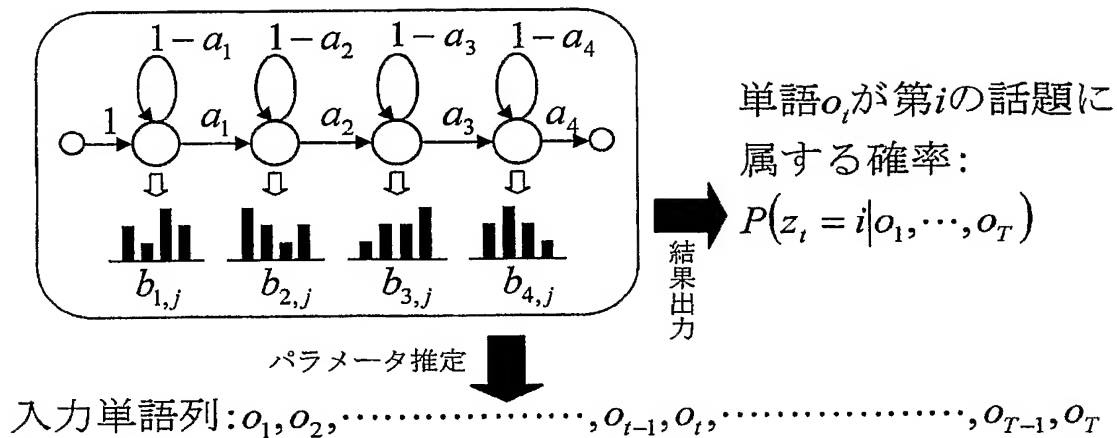 1-a₁ 1-a₂ 1-a₃ 1-a₄
1 a₁ a₂ a₃ a₄
b₁,ⱼ b₂,ⱼ b₃,ⱼ b₄,ⱼ
単語oₜが第iの話題に
属する確率:
P(zₜ = i|o₁,⋯,o_T)
結果出力
パラメータ推定
入力単語列:o₁,o₂,⋯⋯⋯⋯⋯⋯,oₜ₋₁,oₜ,⋯⋯⋯⋯⋯⋯,o_T₋₁,o_T